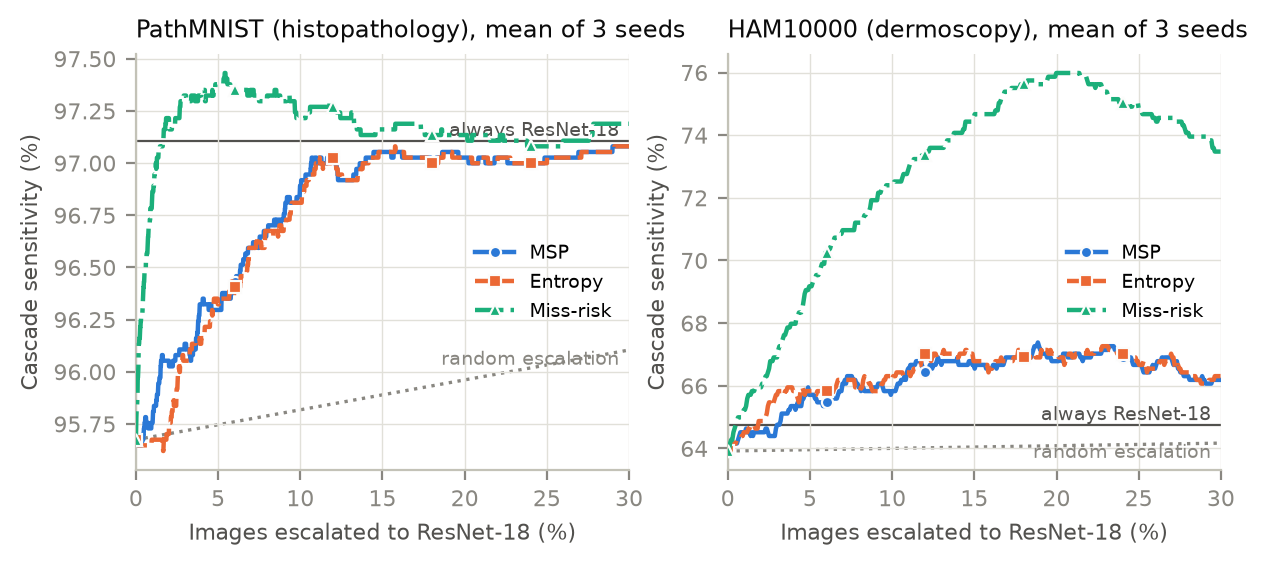 PathMNIST (histopathology), mean of 3 seeds
Cascade sensitivity (%)
97.50
97.25
97.00
96.75
96.50
96.25
96.00
95.75
always ResNet-18
MSP
Entropy
Miss-risk
random escalation
0 5 10 15 20 25 30
Images escalated to ResNet-18 (%)
HAM10000 (dermoscopy), mean of 3 seeds
Cascade sensitivity (%)
76
74
72
70
68
66
64
MSP
Entropy
Miss-risk
always ResNet-18
random escalation
0 5 10 15 20 25 30
Images escalated to ResNet-18 (%)